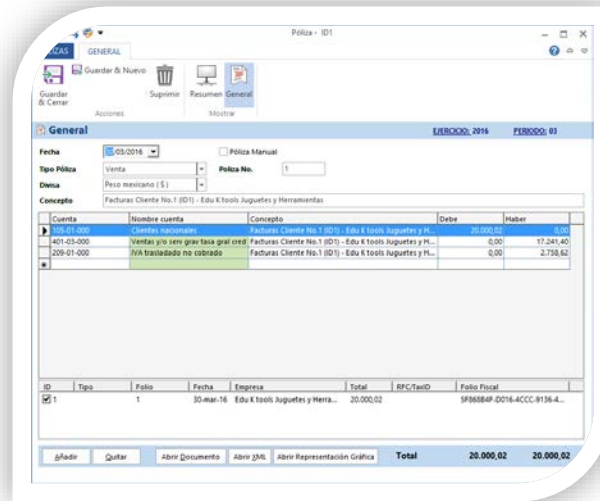 Póliza - ID1
GENERAL
Guardar & Cerrar
Guardar & Nuevo
Suprimir
Resumen
General
Acciones
Mostrar
General
EJERCICIO: 2016 PERIODO: 03
Fecha /03/2016 Póliza Manual
Tipo Póliza Venta Poliza No. 1
Divisa Peso mexicano ( $ )
Concepto Facturas Cliente No.1 (ID1) - Edu K tools Juguetes y Herramientas
Cuenta Nombre cuenta Concepto Debe Haber
105-01-000 Clientes nacionales Facturas Cliente No.1 (ID1) - Edu K tools Juguetes y H... 20.000,02 0,00
401-03-000 Ventas y/o serv grav tasa gral cred Facturas Cliente No.1 (ID1) - Edu K tools Juguetes y H... 0,00 17.241,40
209-01-000 IVA trasladado no cobrado Facturas Cliente No.1 (ID1) - Edu K tools Juguetes y H... 0,00 2.758,62
ID Tipo Folio Fecha Empresa Total RFC/TaxID Folio Fiscal
1 1 30-mar-16 Edu K tools Juguetes y Herra... 20.000,02
Añadir Quitar Abrir Documento Abrir XML Abrir Representación Gráfica Total 20.000,02 20.000,02